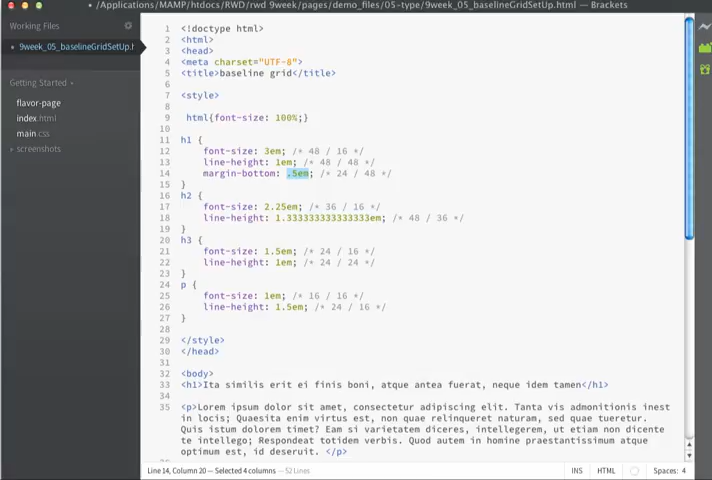 • /Applications/MAMP/htdocs/RWD/rwd 9week/pages/demo_files/05-type/9week_05_baselineGridSetUp.html — Brackets
Working Files
• 9week_05_baselineGridSetUp.h
Getting Started
flavor-page
index.html
main.css
screenshots
1 <!doctype html>
2 <html>
3 <head>
4 <meta charset="UTF-8">
5 <title>baseline grid</title>
6
7 <style>
8
9 html{font-size: 100%;}
10
11 h1 {
12 font-size: 3em; /* 48 / 16 */
13 line-height: 1em; /* 48 / 48 */
14 margin-bottom: .5em; /* 24 / 48 */
15 }
16 h2 {
17 font-size: 2.25em; /* 36 / 16 */
18 line-height: 1.333333333333333em; /* 48 / 36 */
19 }
20 h3 {
21 font-size: 1.5em; /* 24 / 16 */
22 line-height: 1em; /* 24 / 24 */
23 }
24 p {
25 font-size: 1em; /* 16 / 16 */
26 line-height: 1.5em; /* 24 / 16 */
27 }
28
29 </style>
30 </head>
31
32 <body>
33 <h1>Ita similis erit ei finis boni, atque antea fuerat, neque idem tamen</h1>
34
35 <p>Lorem ipsum dolor sit amet, consectetur adipiscing elit. Tanta vis admonitionis inest
in locis; Quaesita enim virtus est, non quae relinqueret naturam, sed quae tueretur.
Quis istum dolorem timet? Eam si varietatem diceres, intellegerem, ut etiam non dicente
te intellego; Respondeat totidem verbis. Quod autem in homine praestantissimum atque
optimum est, id deseruit. </p>
Line 14, Column 20 — Selected 4 columns — 52 Lines
INS HTML Spaces: 4